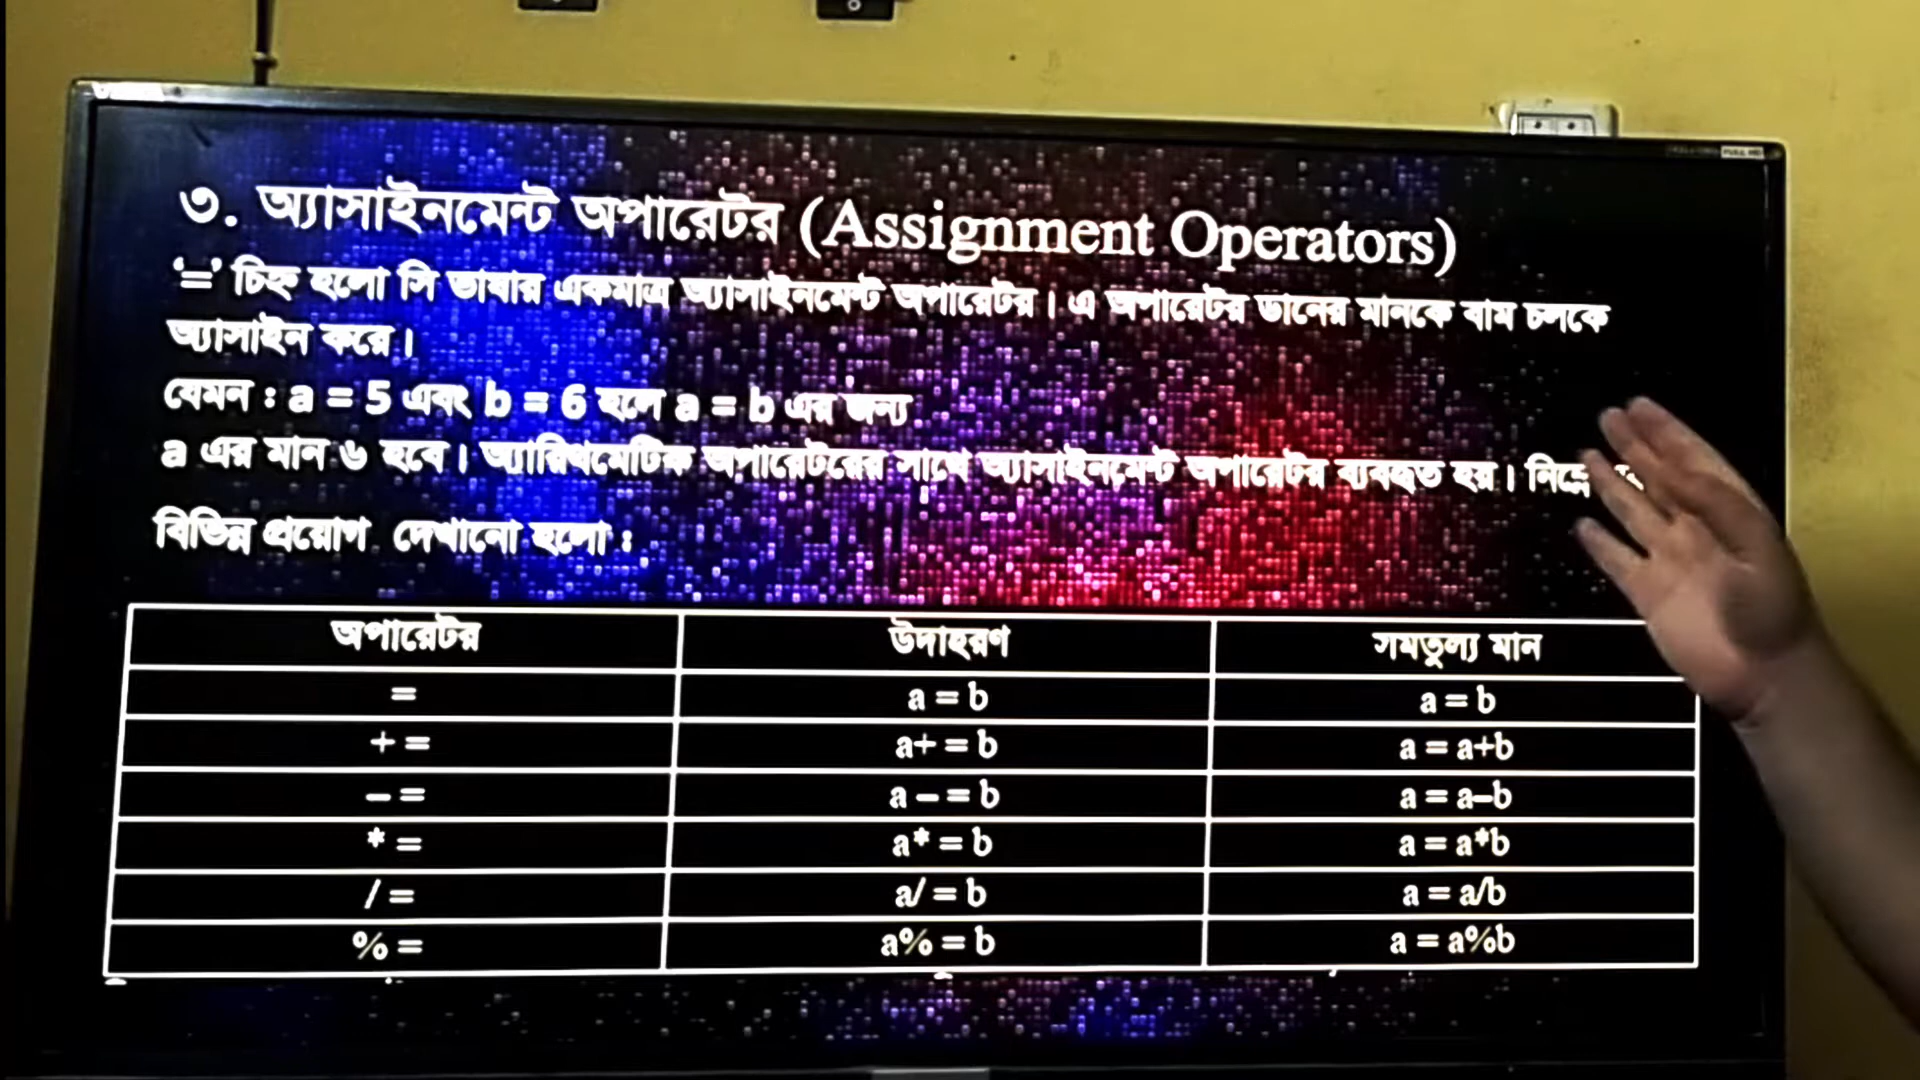 ৩. অ্যাসাইনমেন্ট অপারেটর (Assignment Operators)
‘=’ চিহ্ন হলো সি ভাষার একমাত্র অ্যাসাইনমেন্ট অপারেটর। এ অপারেটর ডানের মানকে বাম চলকে
অ্যাসাইন করে।
যেমন : a = 5 এবং b = 6 হলে a = b এর জন্য
a এর মান ৬ হবে। অ্যারিথমেটিক অপারেটরের সাথে অ্যাসাইনমেন্ট অপারেটর ব্যবহৃত হয়। নিম্নে
বিভিন্ন প্রয়োগ দেখানো হলো :
অপারেটর উদাহরণ সমতুল্য মান
= a = b a = b
+ = a+ = b a = a+b
– = a – = b a = a–b
* = a* = b a = a*b
/ = a/ = b a = a/b
% = a% = b a = a%b